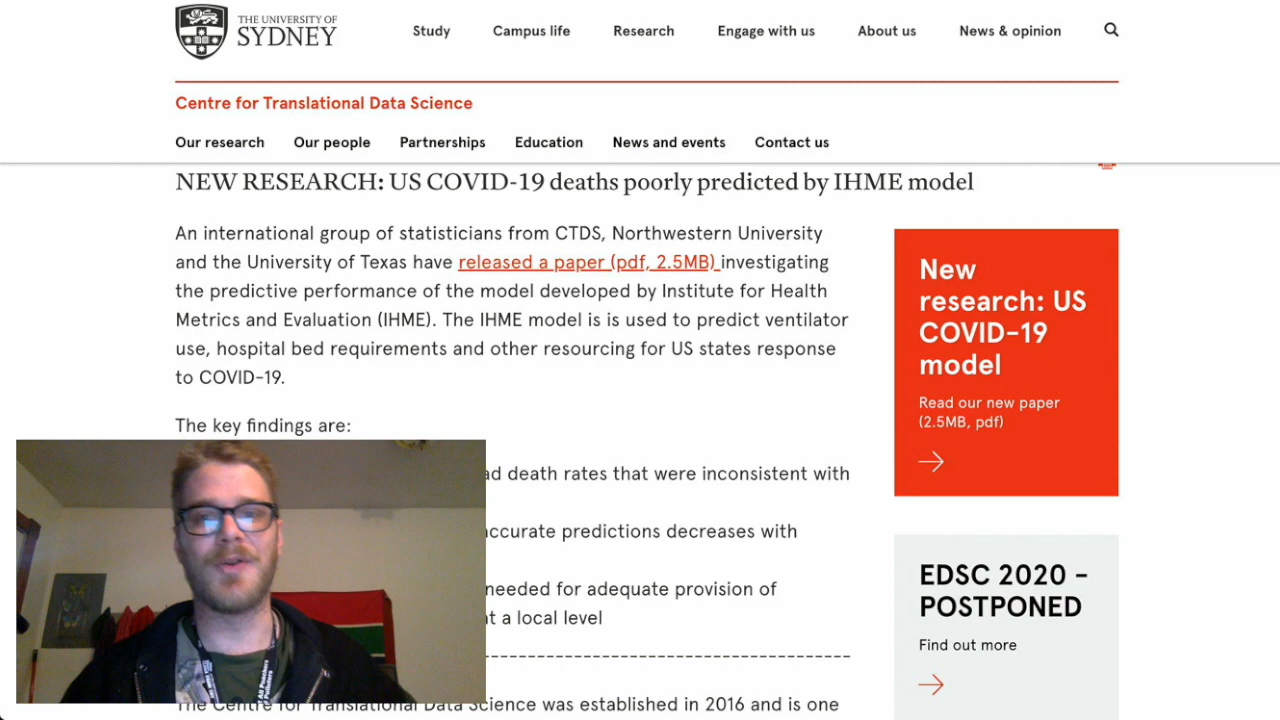 THE UNIVERSITY OF
SYDNEY
Study
Campus life
Research
Engage with us
About us
News & opinion
Centre for Translational Data Science
Our research
Our people
Partnerships
Education
News and events
Contact us
NEW RESEARCH: US COVID-19 deaths poorly predicted by IHME model
An international group of statisticians from CTDS, Northwestern University
and the University of Texas have released a paper (pdf, 2.5MB) investigating
the predictive performance of the model developed by Institute for Health
Metrics and Evaluation (IHME). The IHME model is is used to predict ventilator
use, hospital bed requirements and other resourcing for US states response
to COVID-19.
The key findings are:
death rates that were inconsistent with
accurate predictions decreases with
needed for adequate provision of
at a local level
The Centre for Translational Data Science was established in 2016 and is one
New
research: US
COVID-19
model
Read our new paper
(2.5MB, pdf)
EDSC 2020 -
POSTPONED
Find out more